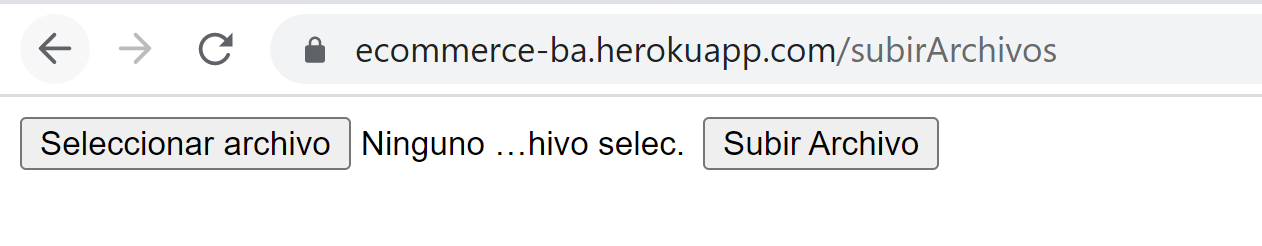 ecommerce-ba.herokuapp.com/subirArchivos
Seleccionar archivo Ninguno …hivo selec. Subir Archivo